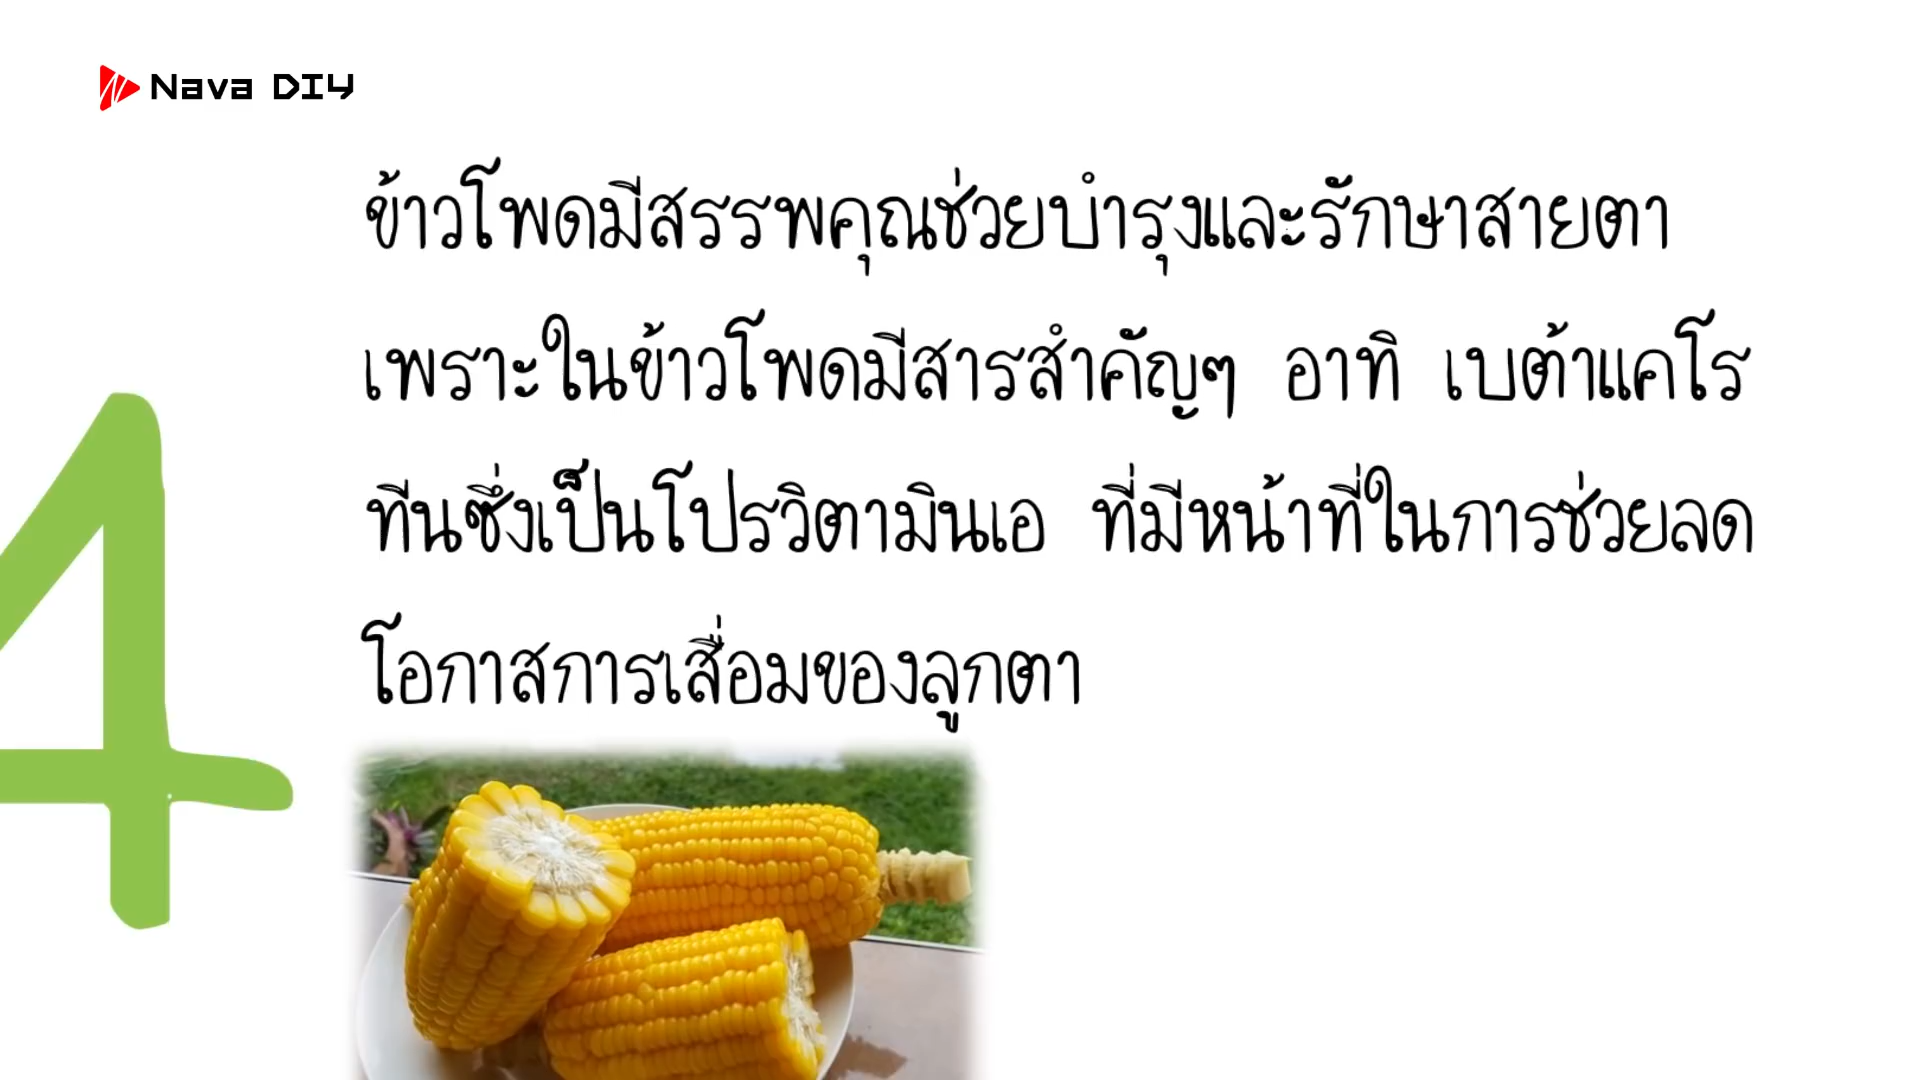 Nava DIY
ข้าวโพดมีสรรพคุณช่วยบำรุงและรักษาสายตา
เพราะในข้าวโพดมีสารสำคัญๆ อาทิ เบต้าแคโร
ทีนซึ่งเป็นโปรวิตามินเอ ที่มีหน้าที่ในการช่วยลด
โอกาสการเสื่อมของลูกตา
4